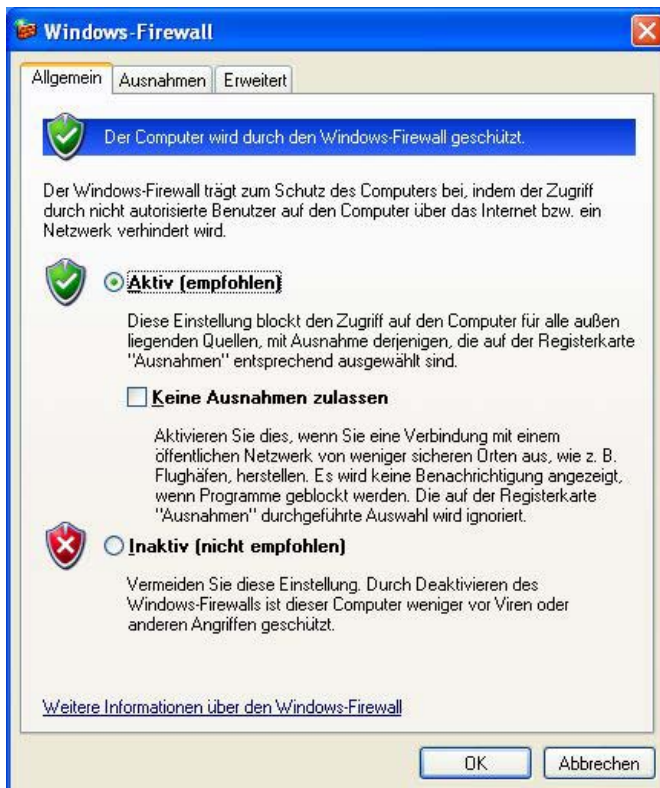 Windows-Firewall
Allgemein Ausnahmen Erweitert
Der Computer wird durch den Windows-Firewall geschützt.
Der Windows-Firewall trägt zum Schutz des Computers bei, indem der Zugriff
durch nicht autorisierte Benutzer auf den Computer über das Internet bzw. ein
Netzwerk verhindert wird.
Aktiv (empfohlen)
Diese Einstellung blockt den Zugriff auf den Computer für alle außen
liegenden Quellen, mit Ausnahme derjenigen, die auf der Registerkarte
"Ausnahmen" entsprechend ausgewählt sind.
Keine Ausnahmen zulassen
Aktivieren Sie dies, wenn Sie eine Verbindung mit einem
öffentlichen Netzwerk von weniger sicheren Orten aus, wie z. B.
Flughäfen, herstellen. Es wird keine Benachrichtigung angezeigt,
wenn Programme geblockt werden. Die auf der Registerkarte
"Ausnahmen" durchgeführte Auswahl wird ignoriert.
Inaktiv (nicht empfohlen)
Vermeiden Sie diese Einstellung. Durch Deaktivieren des
Windows-Firewalls ist dieser Computer weniger vor Viren oder
anderen Angriffen geschützt.
Weitere Informationen über den Windows-Firewall
OK Abbrechen